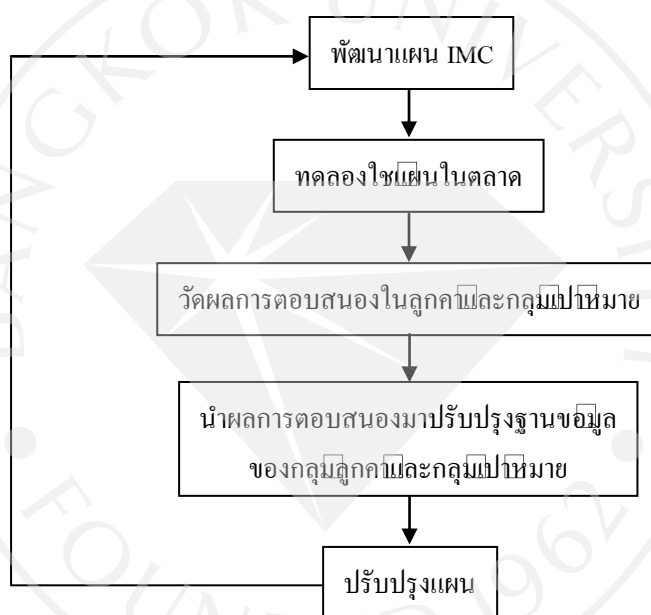 พัฒนาแผน IMC
ทดลองใช้แผนในตลาด
วัดผลการตอบสนองในลูกค้าและกลุ่มเป้าหมาย
นำผลการตอบสนองมาปรับปรุงฐานข้อมูล
ของกลุ่มลูกค้าและกลุ่มเป้าหมาย
ปรับปรุงแผน
BANGKOK UNIVERSITY
FOUNDED 1962